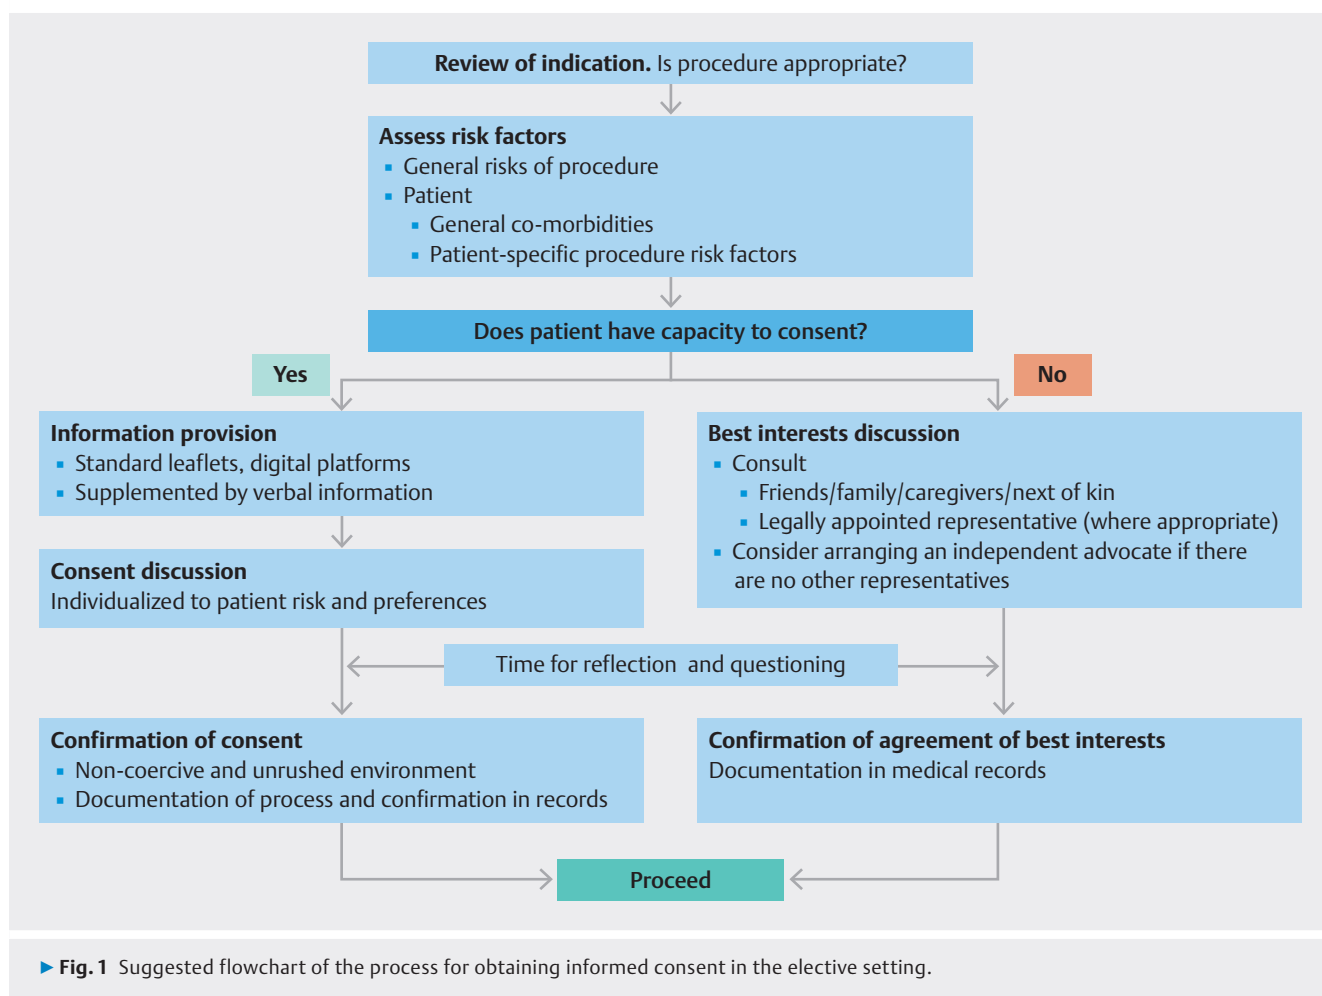 Review of indication. Is procedure appropriate?
Assess risk factors
▪ General risks of procedure
▪ Patient
▪ General co-morbidities
▪ Patient-specific procedure risk factors
Does patient have capacity to consent?
Yes
No
Information provision
▪ Standard leaflets, digital platforms
▪ Supplemented by verbal information
Consent discussion
Individualized to patient risk and preferences
Best interests discussion
▪ Consult
▪ Friends/family/caregivers/next of kin
▪ Legally appointed representative (where appropriate)
▪ Consider arranging an independent advocate if there
are no other representatives
Time for reflection and questioning
Confirmation of consent
▪ Non-coercive and unrushed environment
▪ Documentation of process and confirmation in records
Confirmation of agreement of best interests
Documentation in medical records
Proceed
▶ Fig. 1 Suggested flowchart of the process for obtaining informed consent in the elective setting.